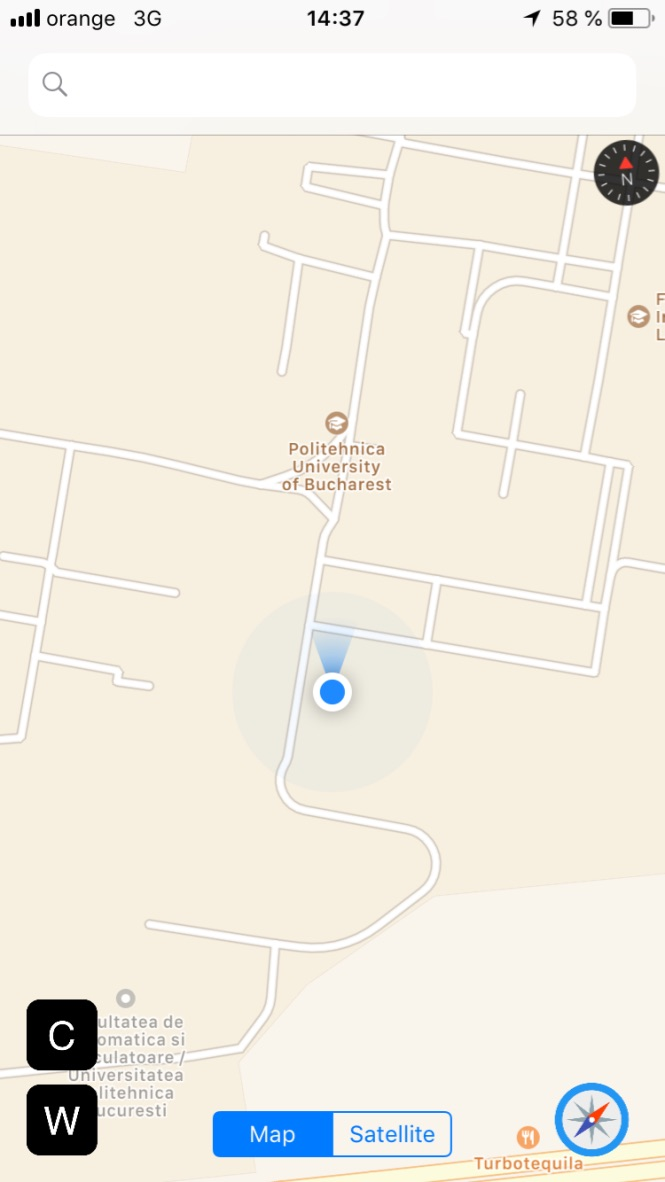 orange 3G 14:37 58 %
N
F
L
Politehnica
University
of Bucharest
C
ultatea de
omatica si
culatoare /
Universitatea
litehnica
ucuresti
W
Map Satellite
Turbotequila